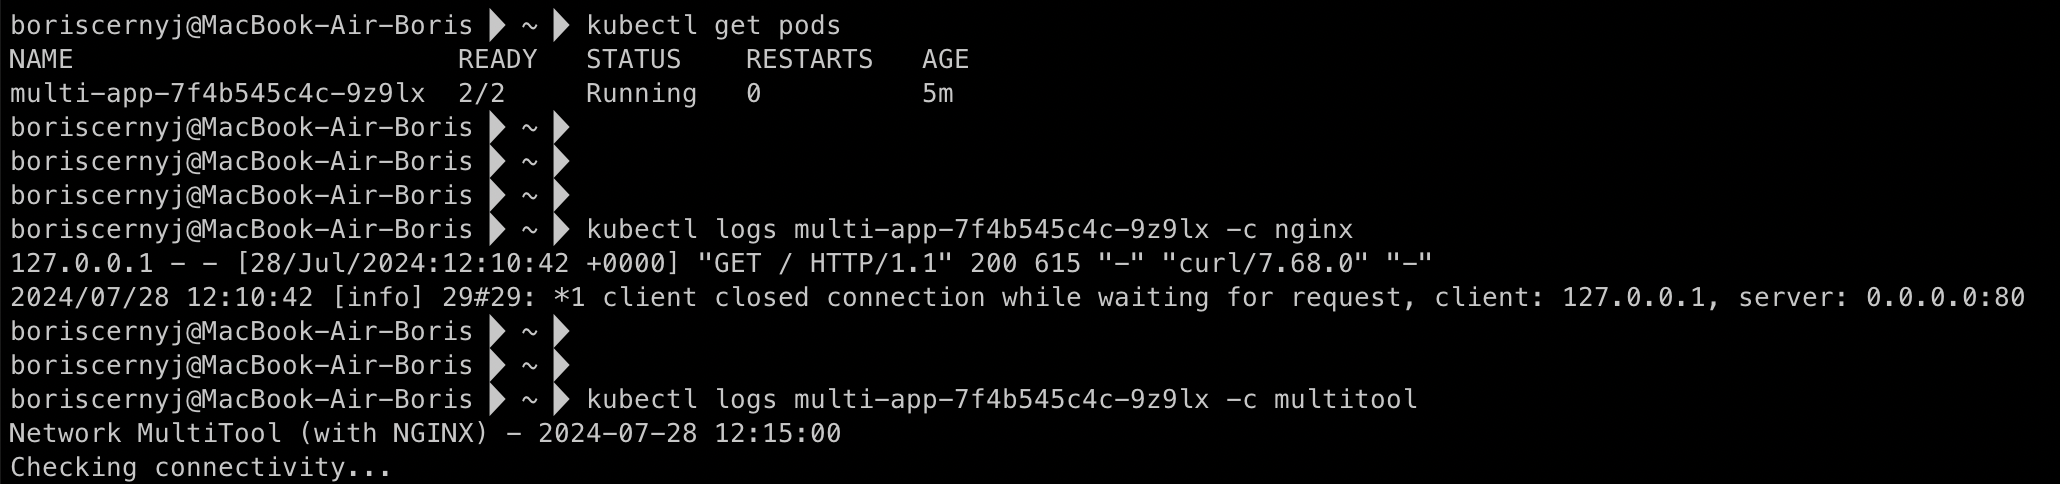 boriscernyj@MacBook-Air-Boris ~ kubectl get pods
NAME READY STATUS RESTARTS AGE
multi-app-7f4b545c4c-9z9lx 2/2 Running 0 5m
boriscernyj@MacBook-Air-Boris ~
boriscernyj@MacBook-Air-Boris ~
boriscernyj@MacBook-Air-Boris ~
boriscernyj@MacBook-Air-Boris ~ kubectl logs multi-app-7f4b545c4c-9z9lx -c nginx
127.0.0.1 - - [28/Jul/2024:12:10:42 +0000] "GET / HTTP/1.1" 200 615 "-" "curl/7.68.0" "-"
2024/07/28 12:10:42 [info] 29#29: *1 client closed connection while waiting for request, client: 127.0.0.1, server: 0.0.0.0:80
boriscernyj@MacBook-Air-Boris ~
boriscernyj@MacBook-Air-Boris ~
boriscernyj@MacBook-Air-Boris ~ kubectl logs multi-app-7f4b545c4c-9z9lx -c multitool
Network MultiTool (with NGINX) - 2024-07-28 12:15:00
Checking connectivity...